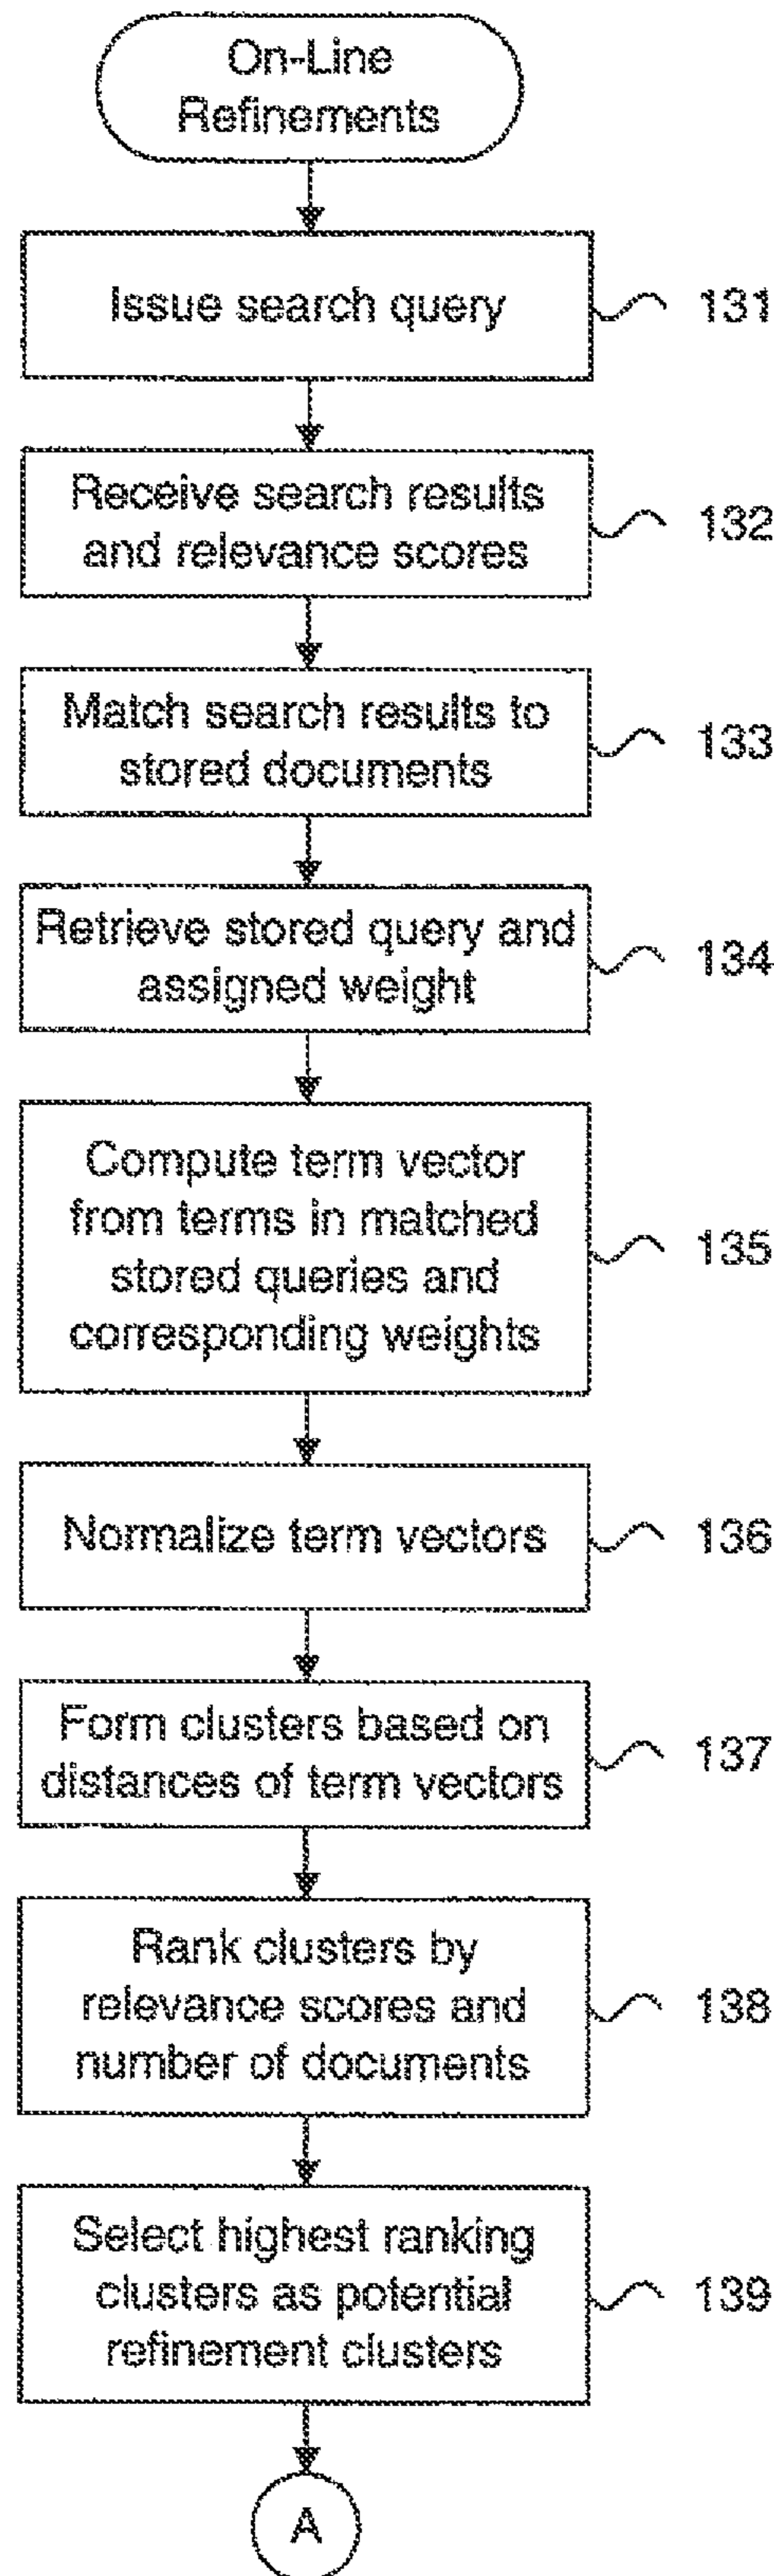 On-Line
Refinements
Issue search query
131
Receive search results
and relevance scores
132
Match search results to
stored documents
133
Retrieve stored query and
assigned weight
134
Compute term vector
from terms in matched
stored queries and
corresponding weights
135
Normalize term vectors
136
Form clusters based on
distances of term vectors
137
Rank clusters by
relevance scores and
number of documents
138
Select highest ranking
clusters as potential
refinement clusters
139
A